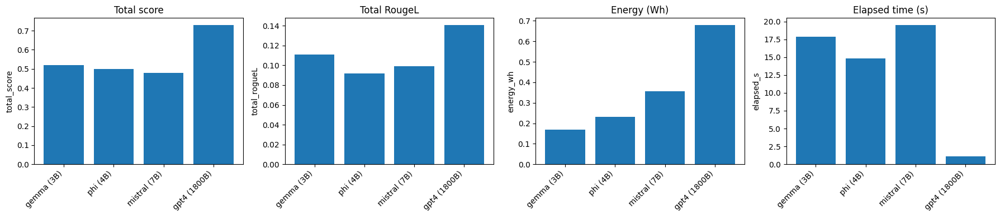 Total score
total_score
0.7
0.6
0.5
0.4
0.3
0.2
0.1
0.0
gemma (3B)
phi (4B)
mistral (7B)
gpt4 (1800B)
Total RougeL
total_rogueL
0.14
0.12
0.10
0.08
0.06
0.04
0.02
0.00
gemma (3B)
phi (4B)
mistral (7B)
gpt4 (1800B)
Energy (Wh)
energy_wh
0.7
0.6
0.5
0.4
0.3
0.2
0.1
0.0
gemma (3B)
phi (4B)
mistral (7B)
gpt4 (1800B)
Elapsed time (s)
elapsed_s
20.0
17.5
15.0
12.5
10.0
7.5
5.0
2.5
0.0
gemma (3B)
phi (4B)
mistral (7B)
gpt4 (1800B)